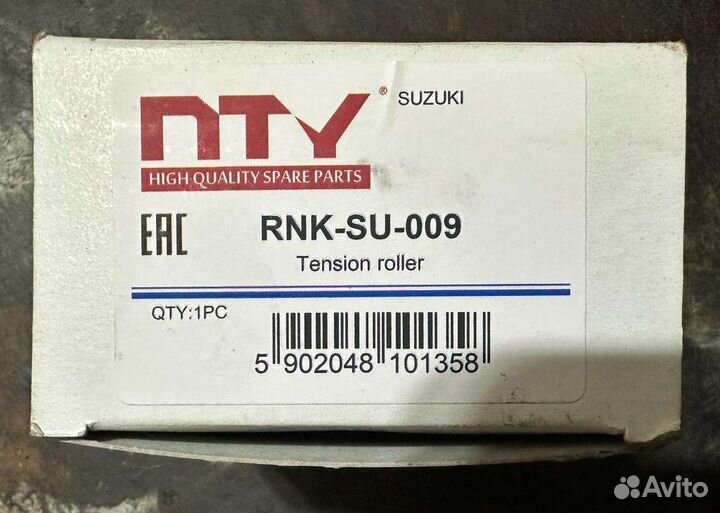 NTY® SUZUKI
HIGH QUALITY SPARE PARTS
EAC RNK-SU-009
Tension roller
QTY:1PC
5 902048 101358
Avito